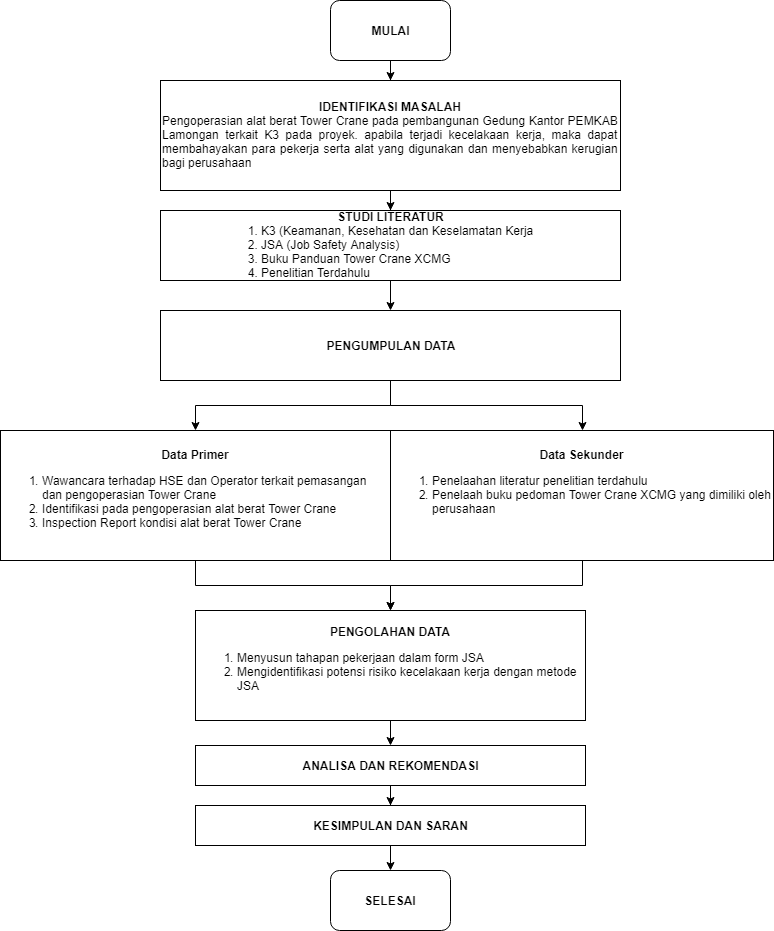 MULAI
IDENTIFIKASI MASALAH
Pengoperasian alat berat Tower Crane pada pembangunan Gedung Kantor PEMKAB
Lamongan terkait K3 pada proyek. apabila terjadi kecelakaan kerja, maka dapat
membahayakan para pekerja serta alat yang digunakan dan menyebabkan kerugian
bagi perusahaan
STUDI LITERATUR
1. K3 (Keamanan, Kesehatan dan Keselamatan Kerja
2. JSA (Job Safety Analysis)
3. Buku Panduan Tower Crane XCMG
4. Penelitian Terdahulu
PENGUMPULAN DATA
Data Primer
1. Wawancara terhadap HSE dan Operator terkait pemasangan
dan pengoperasian Tower Crane
2. Identifikasi pada pengoperasian alat berat Tower Crane
3. Inspection Report kondisi alat berat Tower Crane
Data Sekunder
1. Penelaahan literatur penelitian terdahulu
2. Penelaah buku pedoman Tower Crane XCMG yang dimiliki oleh
perusahaan
PENGOLAHAN DATA
1. Menyusun tahapan pekerjaan dalam form JSA
2. Mengidentifikasi potensi risiko kecelakaan kerja dengan metode
JSA
ANALISA DAN REKOMENDASI
KESIMPULAN DAN SARAN
SELESAI